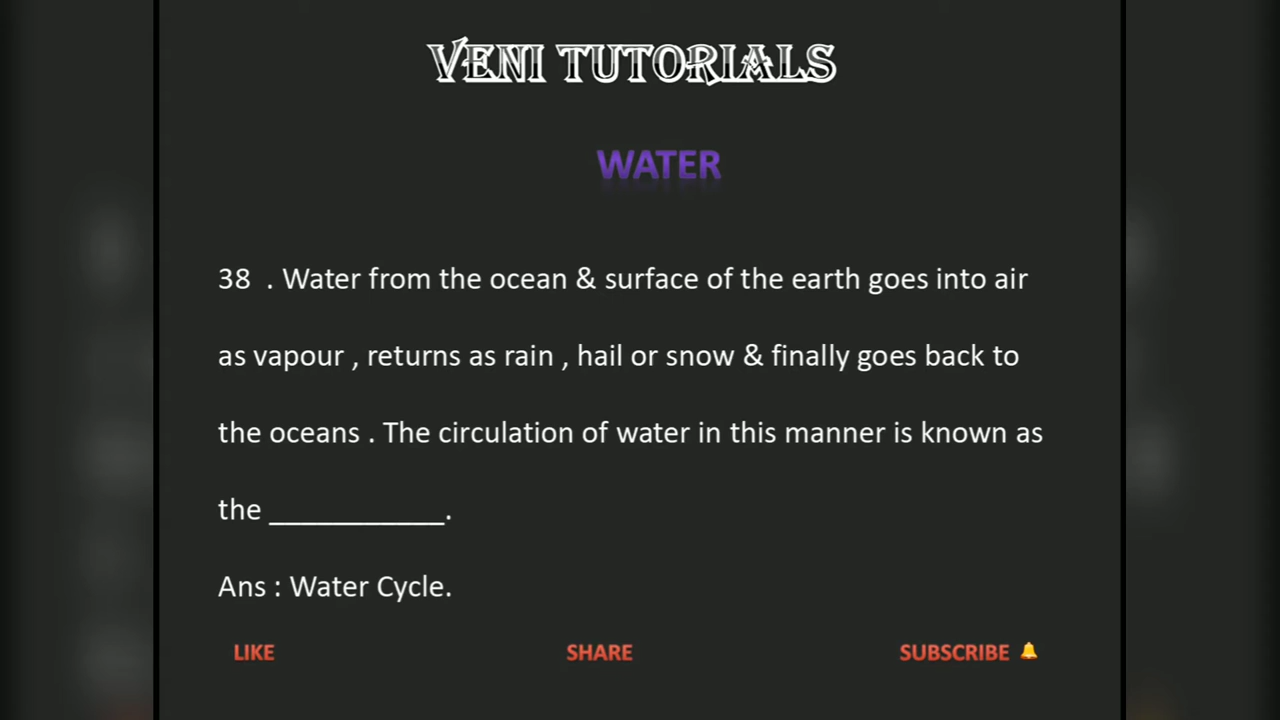 VENI TUTORIALS
WATER
38 . Water from the ocean & surface of the earth goes into air
as vapour , returns as rain , hail or snow & finally goes back to
the oceans . The circulation of water in this manner is known as
the ___________.
Ans : Water Cycle.
LIKE SHARE SUBSCRIBE 🔔